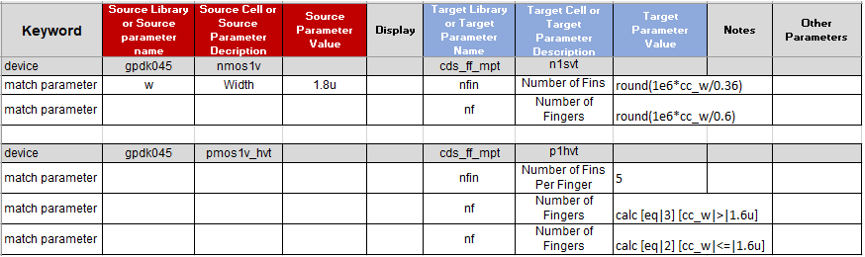 Keyword | Source Library or Source parameter name | Source Cell or Source Parameter Decription | Source Parameter Value | Display | Target Library or Target Parameter Name | Target Cell or Target Parameter Description | Target Parameter Value | Notes | Other Parameters
device | gpdk045 | nmos1v | cds_ff_mpt | n1svt
match parameter | w | Width | 1.8u | nfin | Number of Fins | round(1e6*cc_w/0.36)
match parameter | nf | Number of Fingers | round(1e6*cc_w/0.6)
device | gpdk045 | pmos1v_hvt | cds_ff_mpt | p1hvt
match parameter | nfin | Number of Fins Per Finger | 5
match parameter | nf | Number of Fingers | calc [eq|3] [cc_w|>|1.6u]
match parameter | nf | Number of Fingers | calc [eq|2] [cc_w|<=|1.6u]